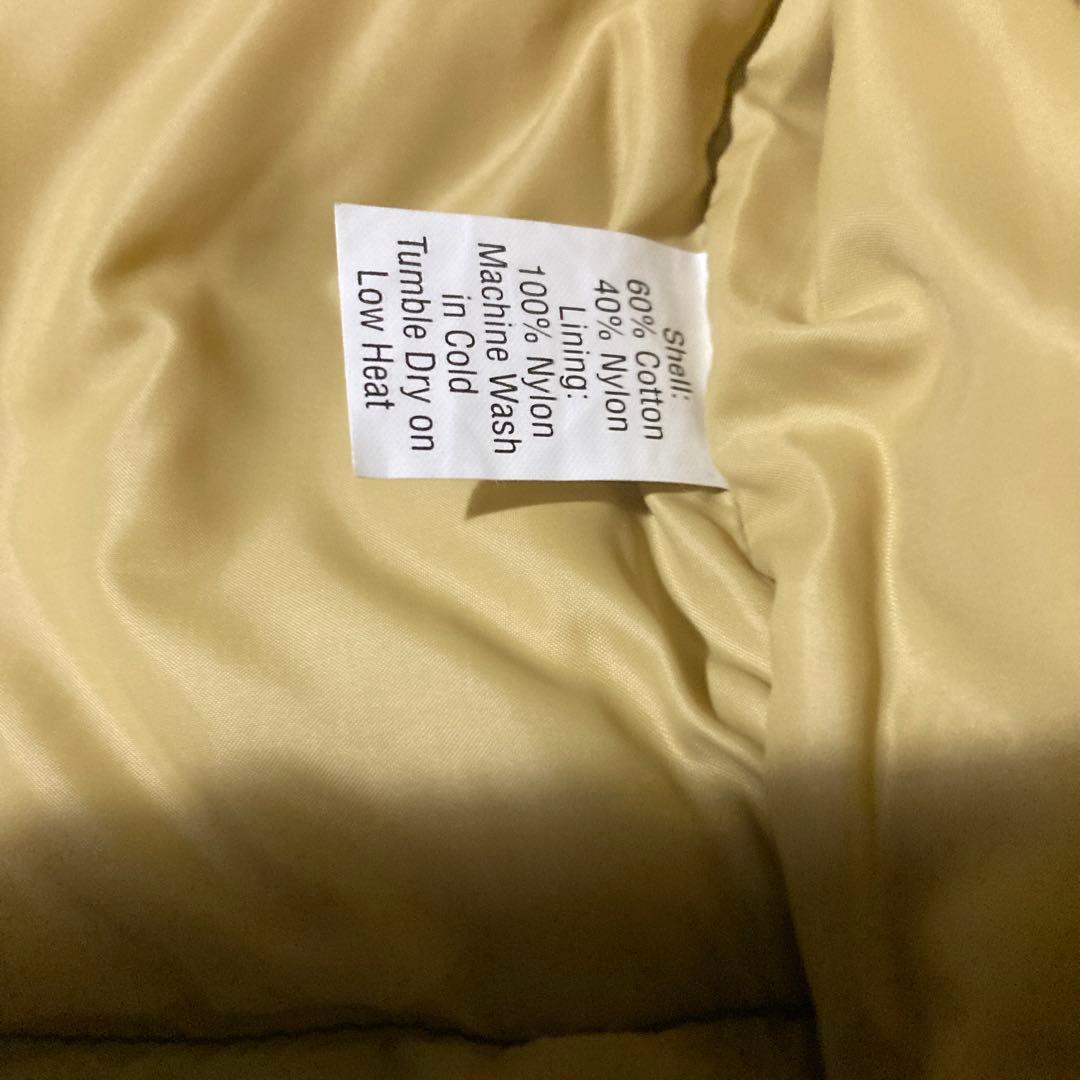 Shell:
60% Cotton
40% Nylon
Lining:
100% Nylon
Machine Wash
in Cold
Tumble Dry on
Low Heat